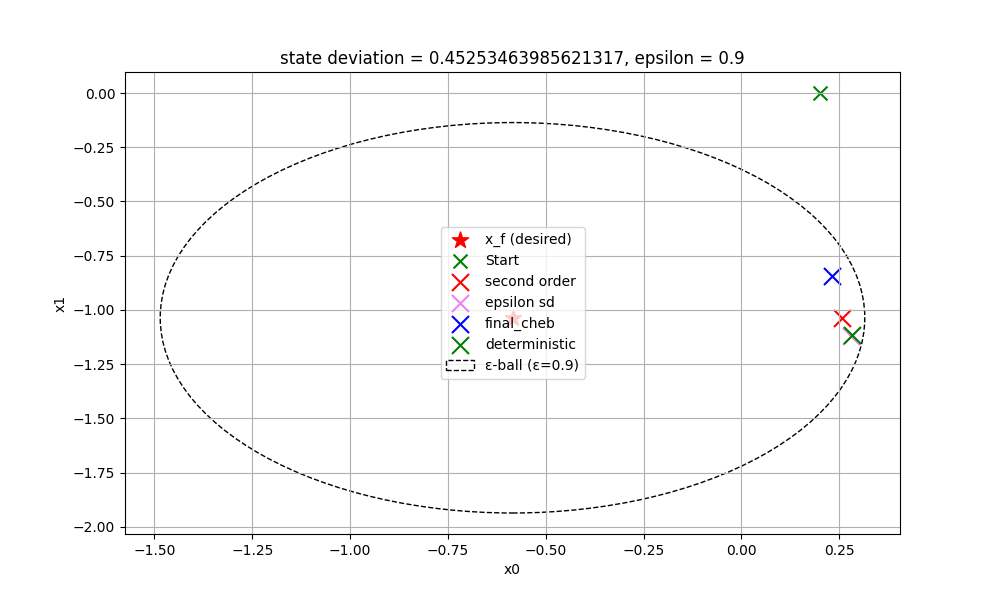 state deviation = 0.45253463985621317, epsilon = 0.9
0.00
−0.25
−0.50
−0.75
−1.00
−1.25
−1.50
−1.75
−2.00
x1
x_f (desired)
Start
second order
epsilon sd
final_cheb
deterministic
ε-ball (ε=0.9)
−1.50 −1.25 −1.00 −0.75 −0.50 −0.25 0.00 0.25
x0